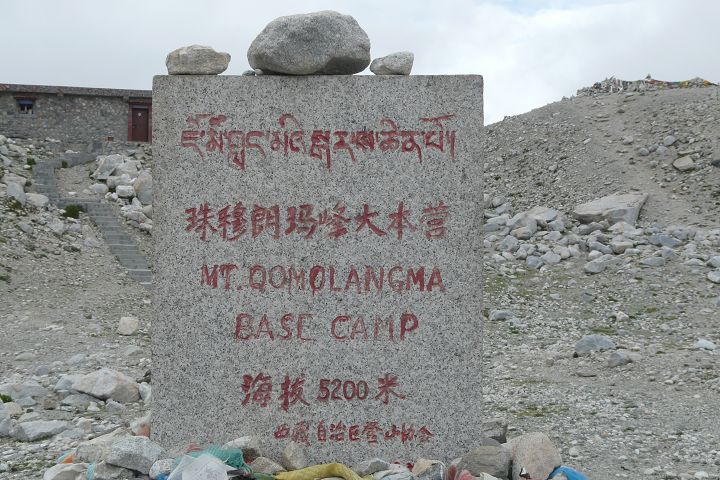 ཇོ་མོ་གླང་མའི་སྒར་ས་ཆེན་པོ།
珠穆朗玛峰大本营
MT.QOMOLANGMA
BASE CAMP
海拔 5200 米
西藏自治区登山协会